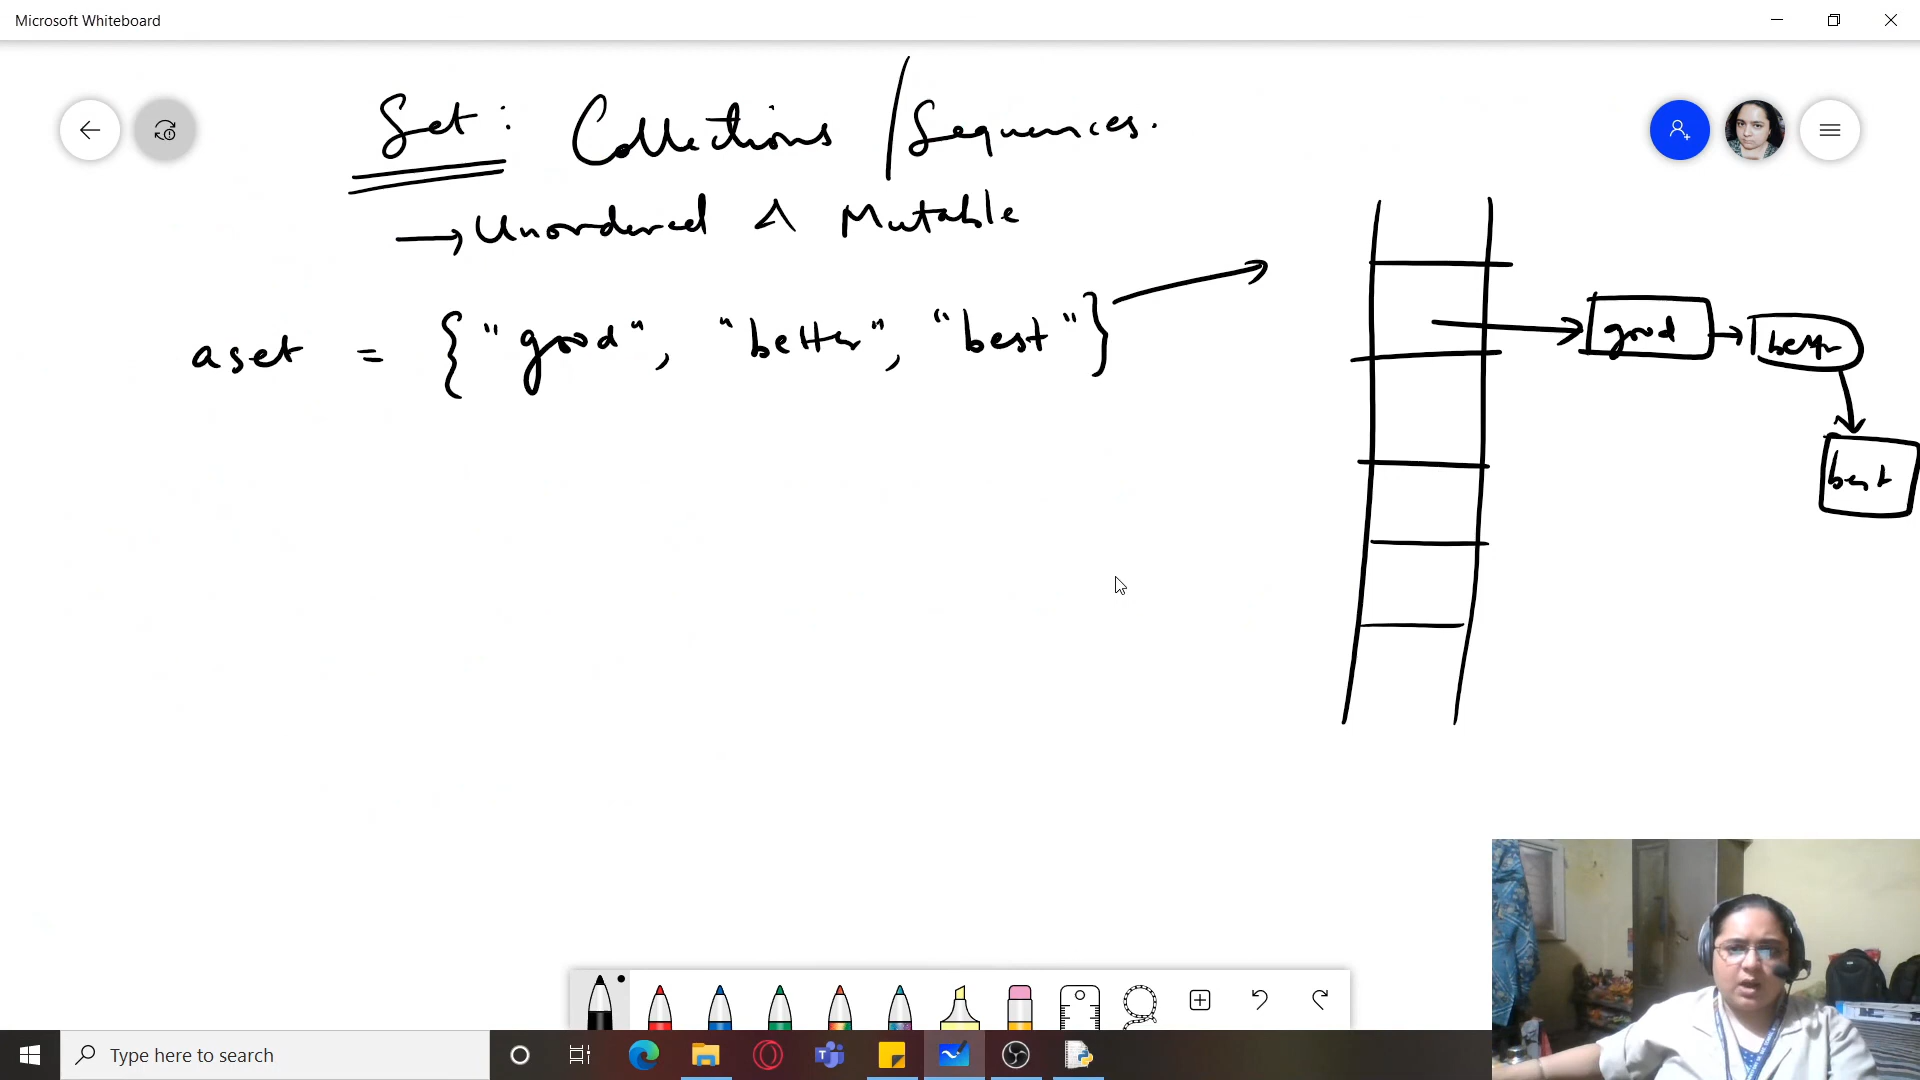 Microsoft Whiteboard
Set: Collections / Sequences.
→ Unordered & Mutable
aset = {"good", "better", "best"}
good
better
best
Type here to search